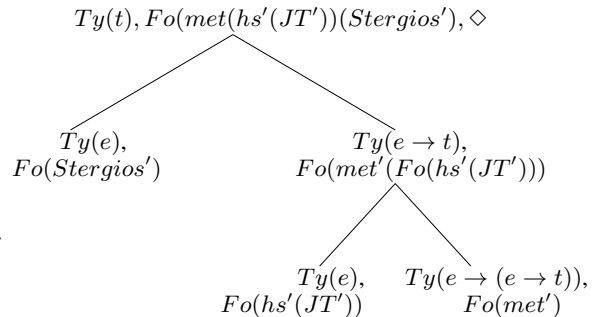 Ty(t), Fo(met(hs′(JT′))(Stergios′), ◇
Ty(e), Ty(e → t),
Fo(Stergios′) Fo(met′(Fo(hs′(JT′)))
Ty(e), Ty(e → (e → t)),
Fo(hs′(JT′)) Fo(met′)